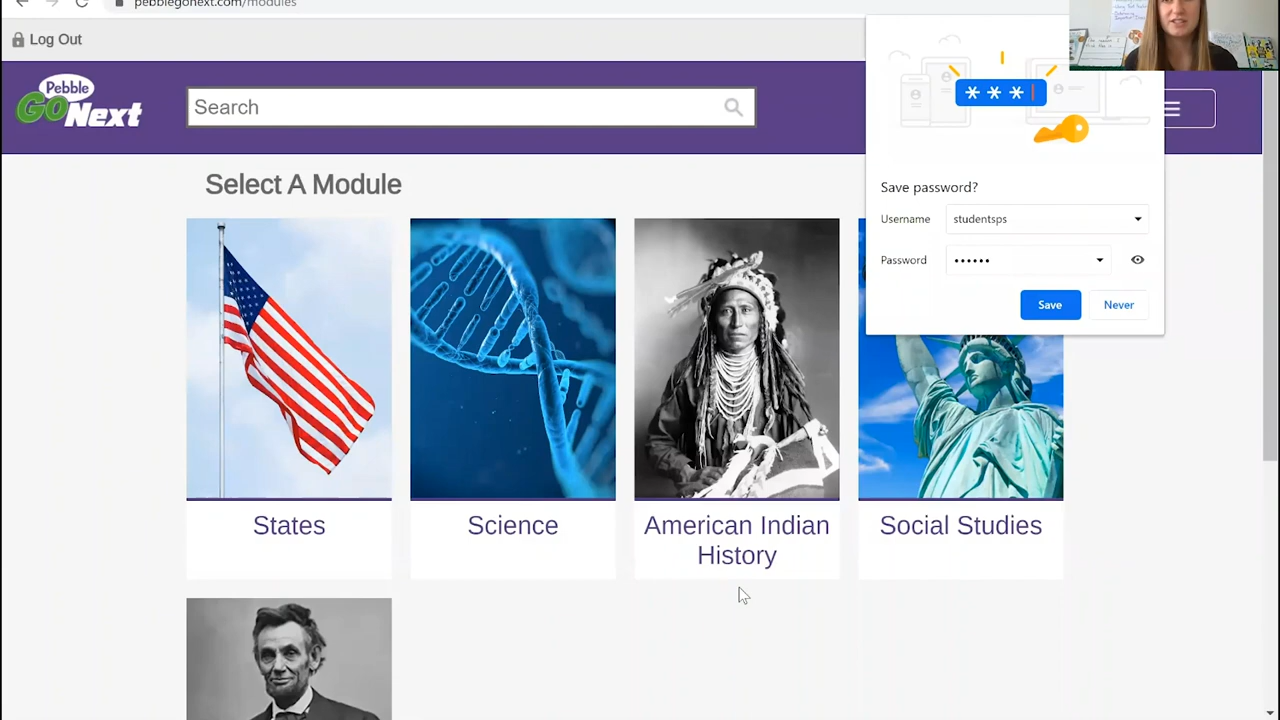 pebblegonext.com/modules
Log Out
Pebble
GO Next
Search
Select A Module
Save password?
Username studentsps
Password ••••••
Save Never
States
Science
American Indian
History
Social Studies